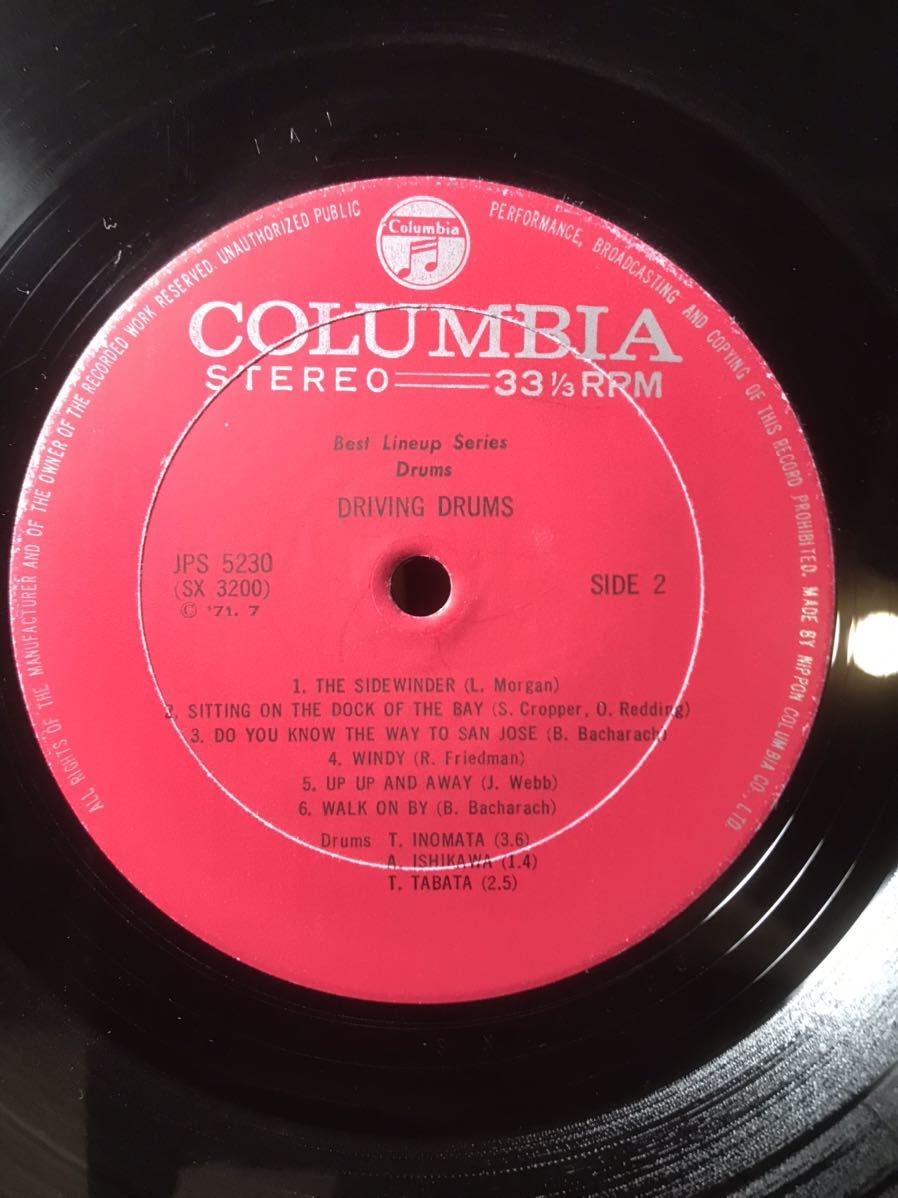 ALL RIGHTS OF THE MANUFACTURER AND OF THE OWNER OF THE RECORDED WORK RESERVED. UNAUTHORIZED PUBLIC PERFORMANCE, BROADCASTING AND COPYING OF THIS RECORD PROHIBITED. MADE BY NIPPON COLUMBIA CO., LTD.
Columbia
COLUMBIA
STEREO 33 1/3 RPM
Best Lineup Series
Drums
DRIVING DRUMS
JPS 5230
(SX 3200)
© '71. 7
SIDE 2
1. THE SIDEWINDER (L. Morgan)
2. SITTING ON THE DOCK OF THE BAY (S. Cropper, O. Redding)
3. DO YOU KNOW THE WAY TO SAN JOSE (B. Bacharach)
4. WINDY (R. Friedman)
5. UP UP AND AWAY (J. Webb)
6. WALK ON BY (B. Bacharach)
Drums T. INOMATA (3.6)
A. ISHIKAWA (1.4)
T. TABATA (2.5)